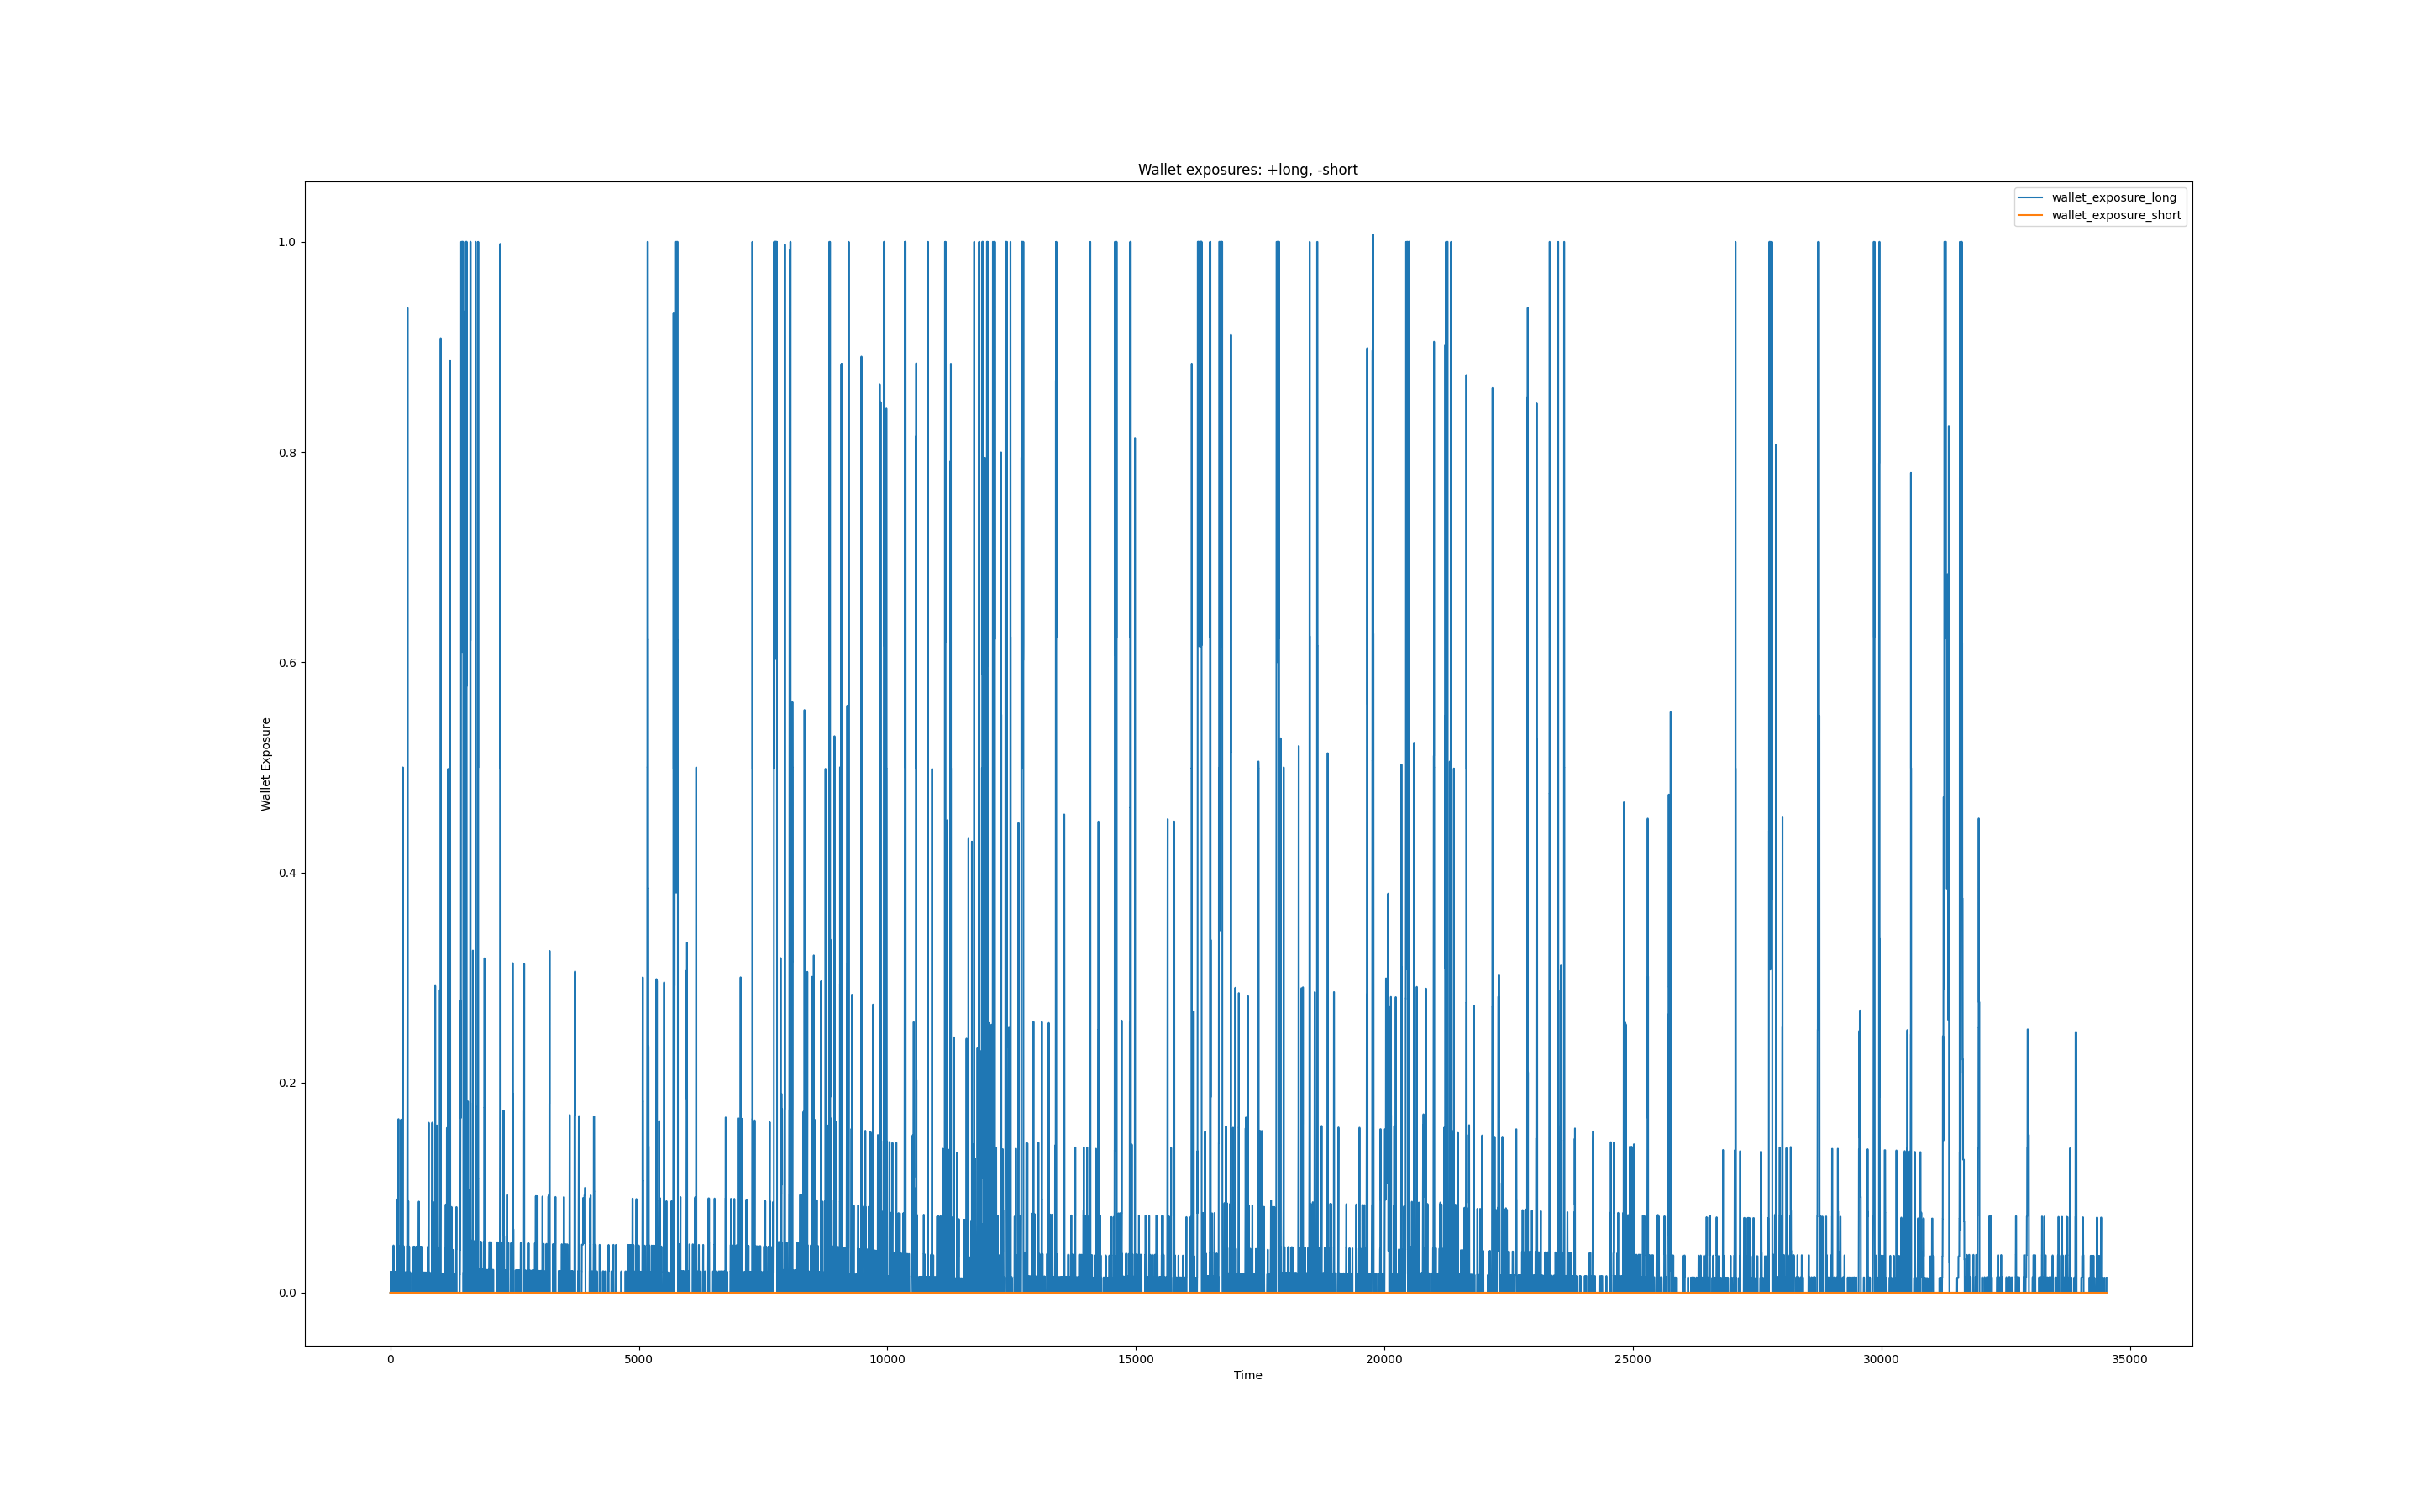 Wallet exposures: +long, -short
wallet_exposure_long
wallet_exposure_short
1.0
0.8
0.6
0.4
0.2
0.0
Wallet Exposure
0 5000 10000 15000 20000 25000 30000 35000
Time